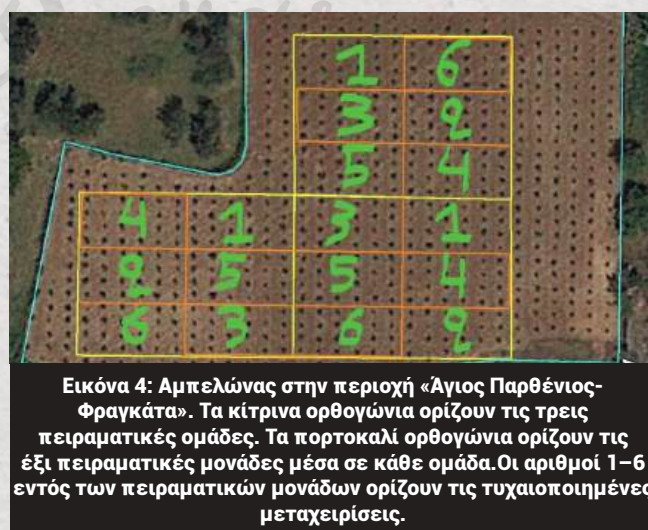 1 6
3 2
5 4
4 1 3 1
2 5 5 4
6 3 6 2
Εικόνα 4: Αμπελώνας στην περιοχή «Άγιος Παρθένιος-
Φραγκάτα». Τα κίτρινα ορθογώνια ορίζουν τις τρεις
πειραματικές ομάδες. Τα πορτοκαλί ορθογώνια ορίζουν τις
έξι πειραματικές μονάδες μέσα σε κάθε ομάδα.Οι αριθμοί 1–6
εντός των πειραματικών μονάδων ορίζουν τις τυχαιοποιημένες
μεταχειρίσεις.